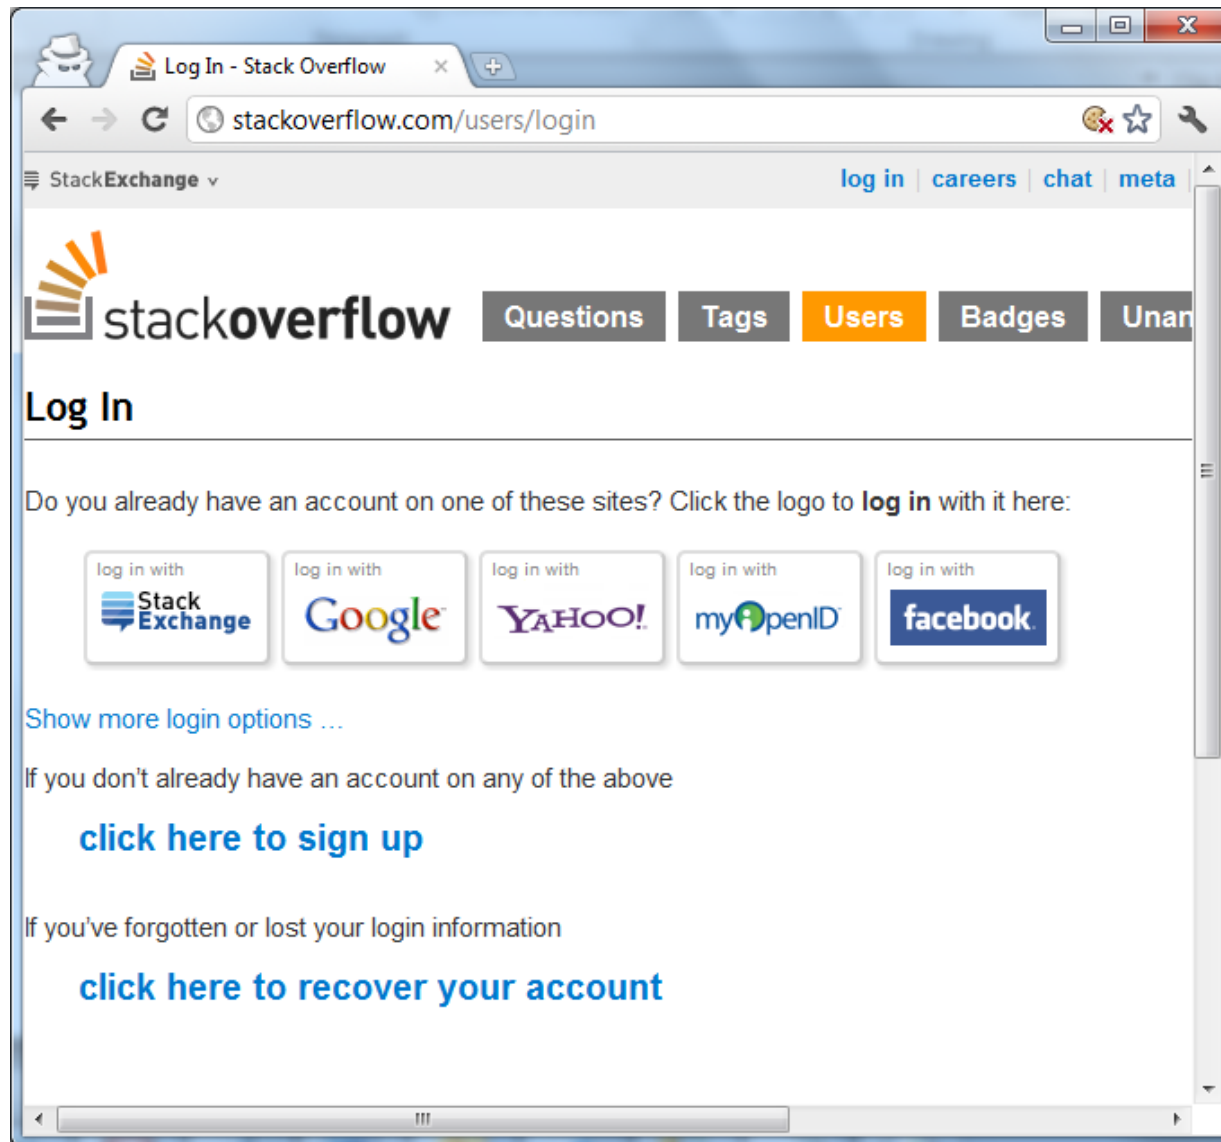 Log In - Stack Overflow
stackoverflow.com/users/login
StackExchange
log in | careers | chat | meta |
stackoverflow
Questions Tags Users Badges Unan
Log In
Do you already have an account on one of these sites? Click the logo to log in with it here:
log in with log in with log in with log in with log in with
Stack Exchange Google YAHOO! myOpenID facebook
Show more login options …
If you don’t already have an account on any of the above
click here to sign up
If you’ve forgotten or lost your login information
click here to recover your account